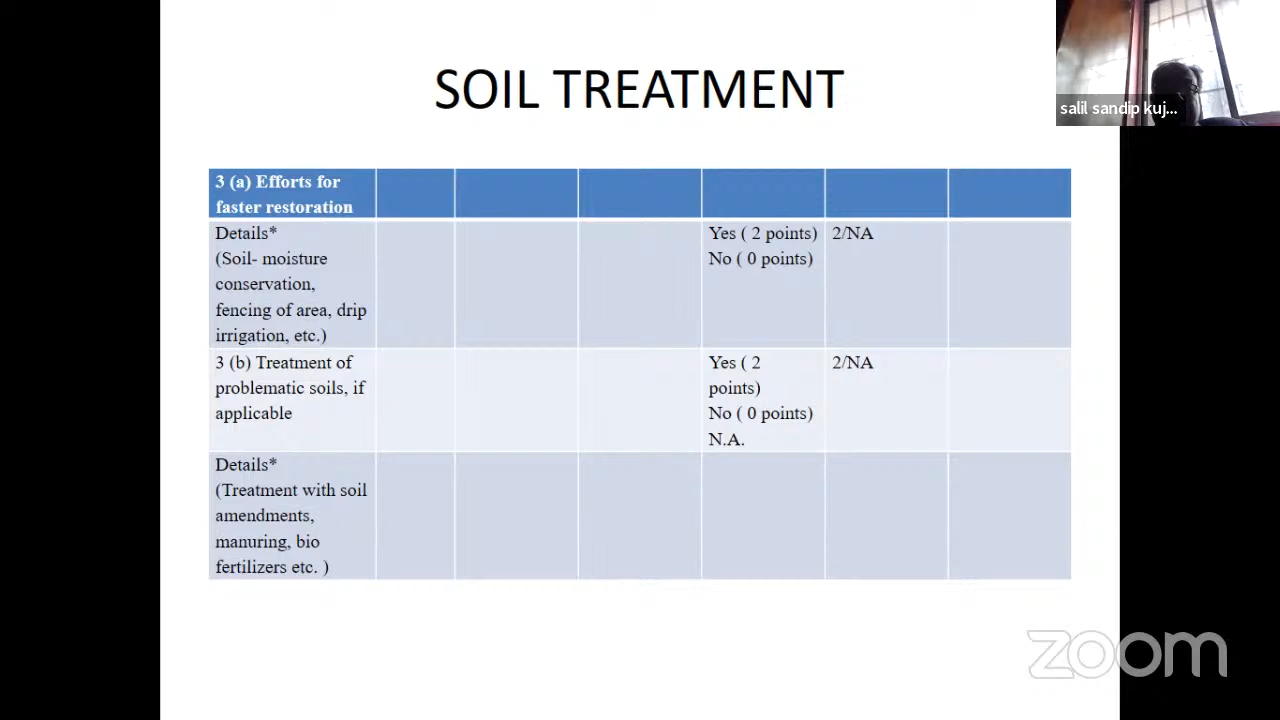 SOIL TREATMENT
salil sandip kuj...
3 (a) Efforts for
faster restoration
Details*
(Soil- moisture
conservation,
fencing of area, drip
irrigation, etc.)
Yes ( 2 points)
No ( 0 points)
2/NA
3 (b) Treatment of
problematic soils, if
applicable
Yes ( 2
points)
No ( 0 points)
N.A.
2/NA
Details*
(Treatment with soil
amendments,
manuring, bio
fertilizers etc. )
zoom